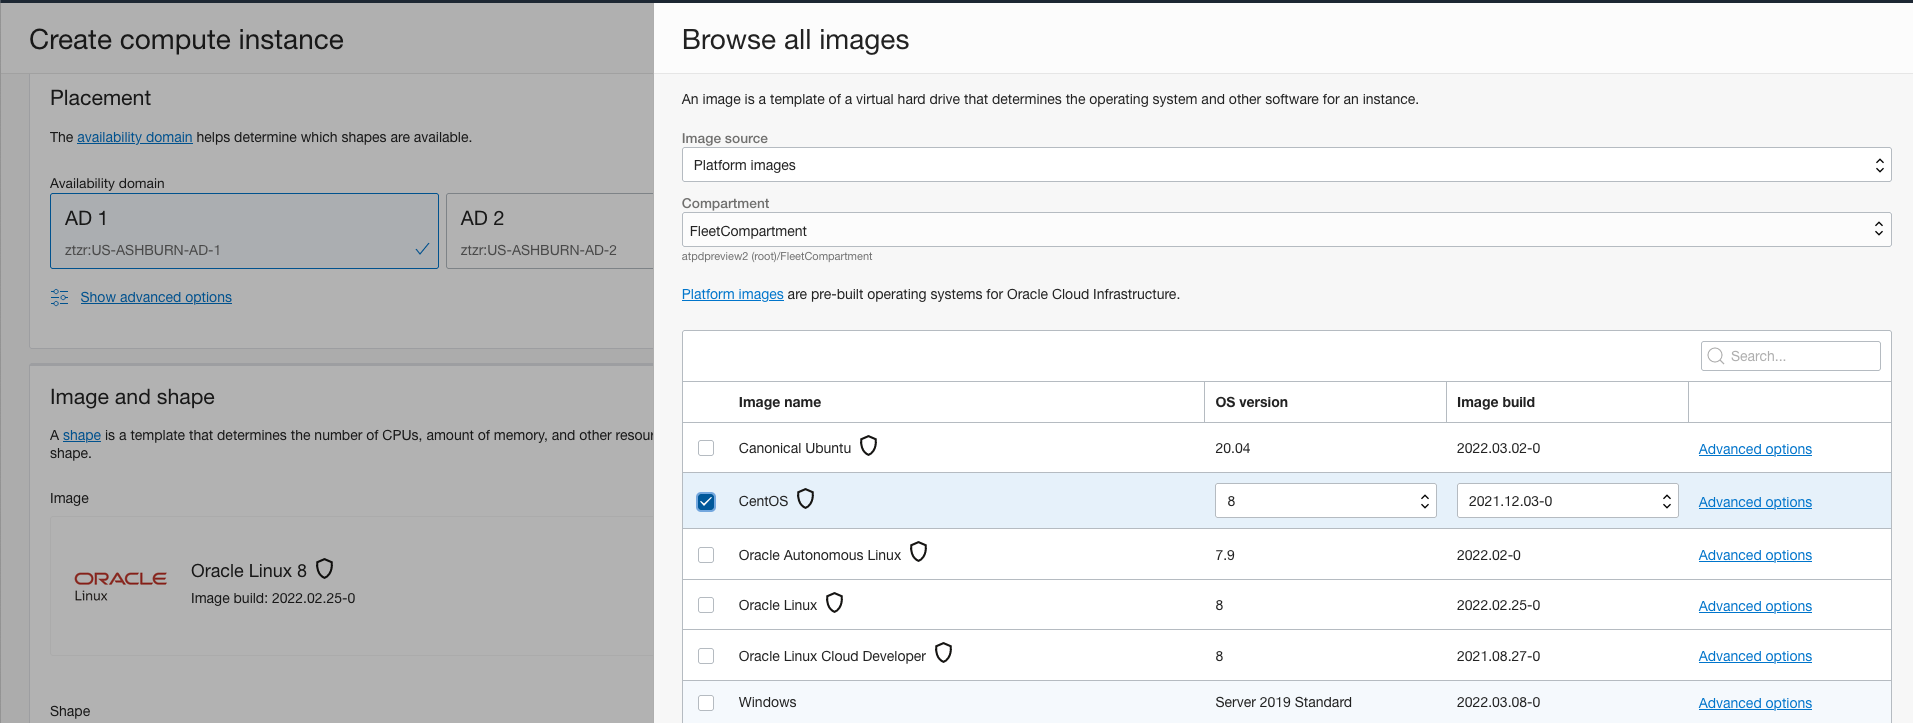 Create compute instance
Placement
The availability domain helps determine which shapes are available.
Availability domain
AD 1
ztzr:US-ASHBURN-AD-1
AD 2
ztzr:US-ASHBURN-AD-2
Show advanced options
Image and shape
A shape is a template that determines the number of CPUs, amount of memory, and other resour
shape.
Image
ORACLE
Linux
Oracle Linux 8
Image build: 2022.02.25-0
Shape
Browse all images
An image is a template of a virtual hard drive that determines the operating system and other software for an instance.
Image source
Platform images
Compartment
FleetCompartment
atpdpreview2 (root)/FleetCompartment
Platform images are pre-built operating systems for Oracle Cloud Infrastructure.
Search...
Image name OS version Image build
Canonical Ubuntu 20.04 2022.03.02-0 Advanced options
CentOS 8 2021.12.03-0 Advanced options
Oracle Autonomous Linux 7.9 2022.02-0 Advanced options
Oracle Linux 8 2022.02.25-0 Advanced options
Oracle Linux Cloud Developer 8 2021.08.27-0 Advanced options
Windows Server 2019 Standard 2022.03.08-0 Advanced options